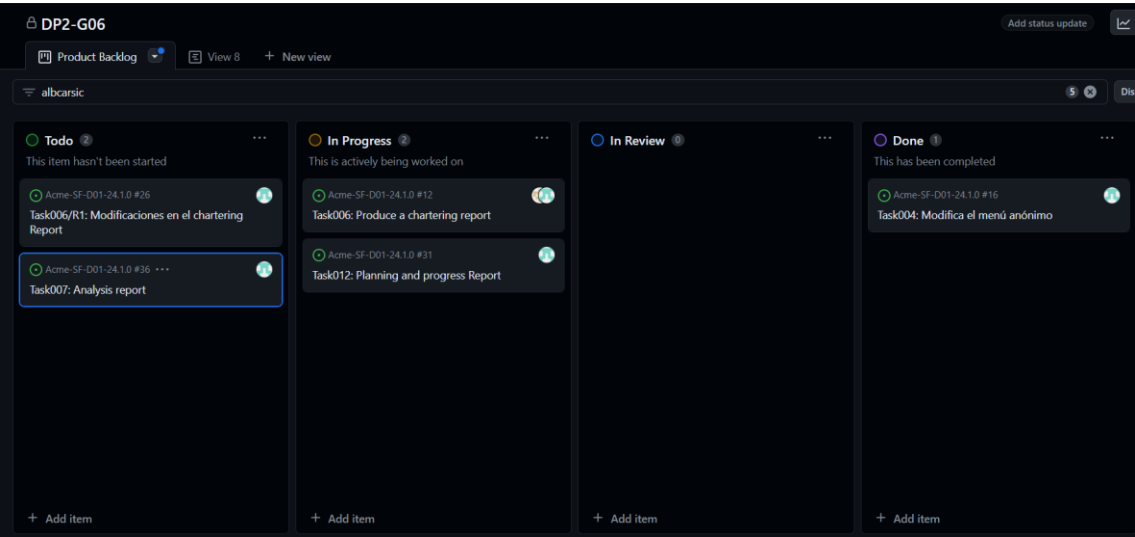 DP2-G06
Add status update
Product Backlog
View 8
+ New view
albcarsic
5
Dis
Todo 2
This item hasn't been started
Acme-SF-D01-24.1.0 #26
Task006/R1: Modificaciones en el chartering
Report
Acme-SF-D01-24.1.0 #36
Task007: Analysis report
+ Add item
In Progress 2
This is actively being worked on
Acme-SF-D01-24.1.0 #12
Task006: Produce a chartering report
Acme-SF-D01-24.1.0 #31
Task012: Planning and progress Report
+ Add item
In Review 0
+ Add item
Done 1
This has been completed
Acme-SF-D01-24.1.0 #16
Task004: Modifica el menú anónimo
+ Add item